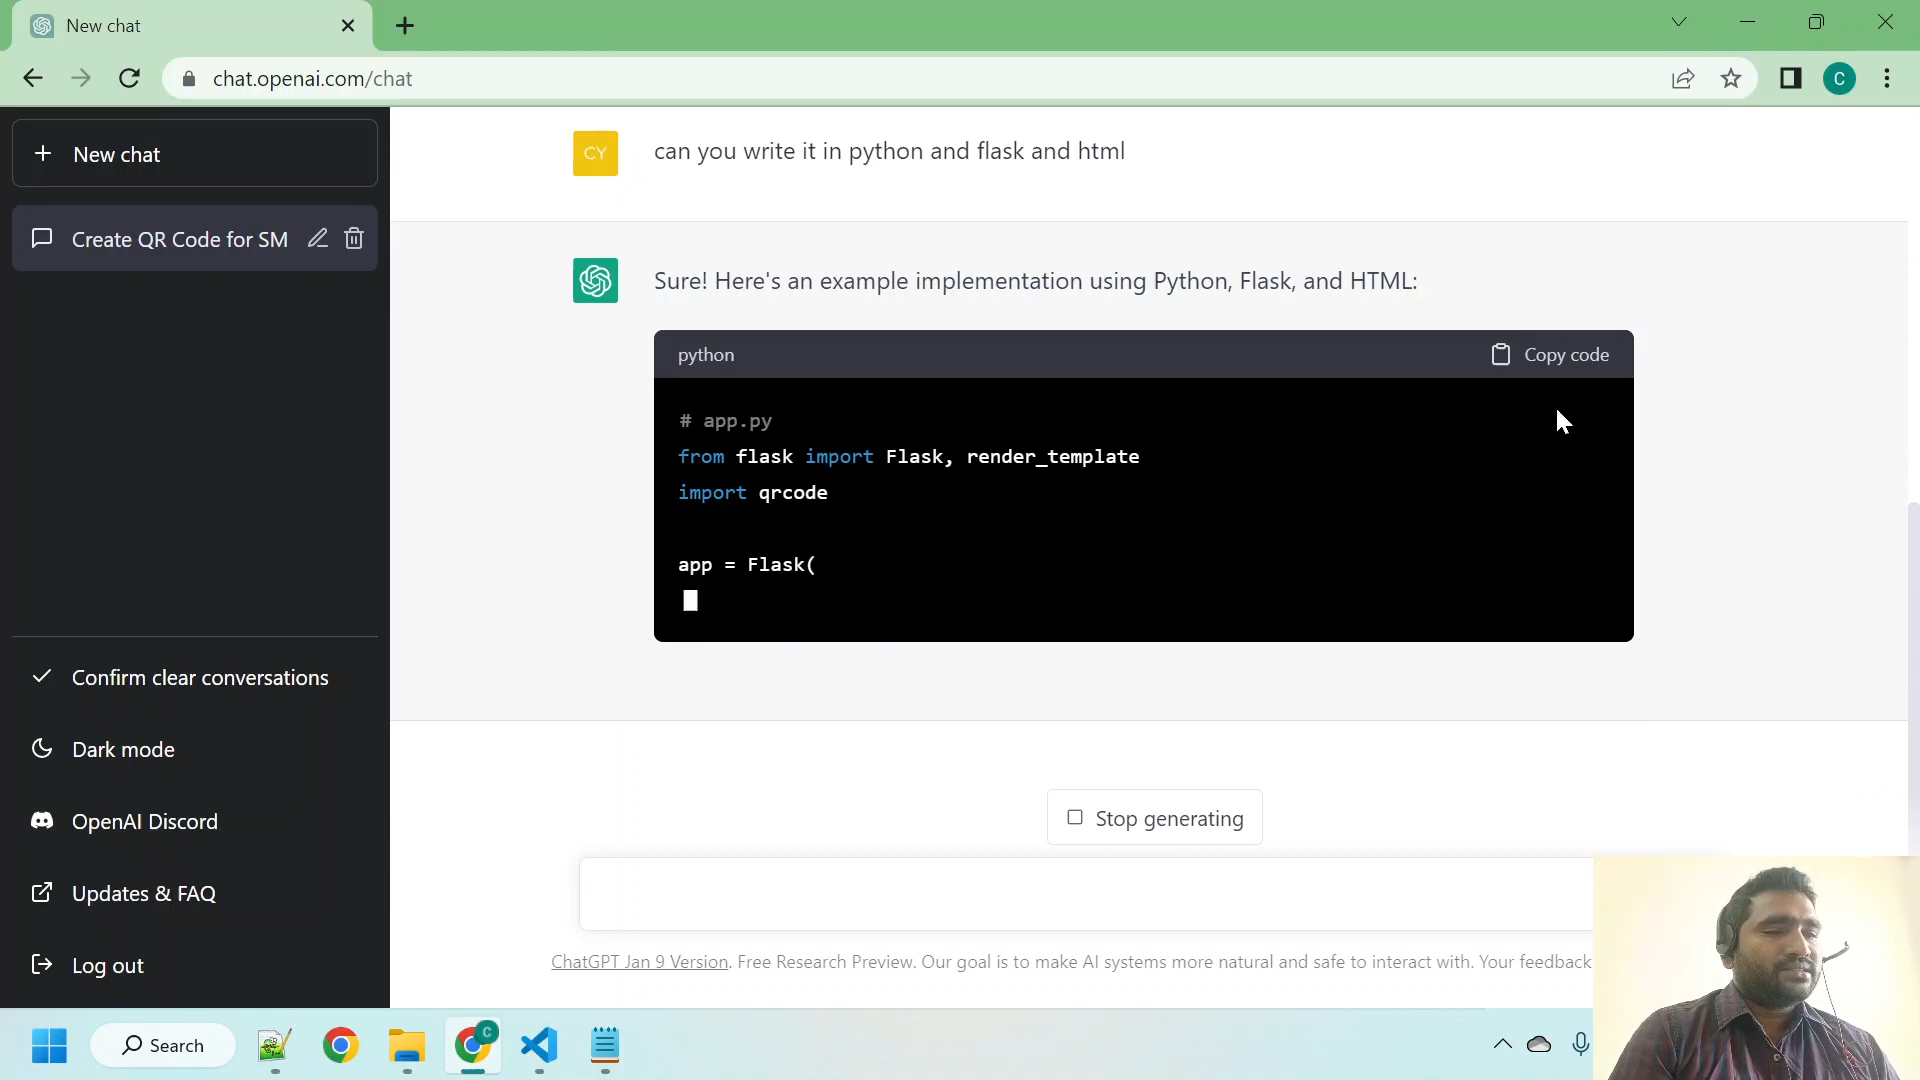 New chat
chat.openai.com/chat
C
New chat
Create QR Code for SM
Confirm clear conversations
Dark mode
OpenAI Discord
Updates & FAQ
Log out
CY
can you write it in python and flask and html
Sure! Here's an example implementation using Python, Flask, and HTML:
python
Copy code
# app.py
from flask import Flask, render_template
import qrcode
app = Flask(
Stop generating
ChatGPT Jan 9 Version. Free Research Preview. Our goal is to make AI systems more natural and safe to interact with. Your feedback
Search
C